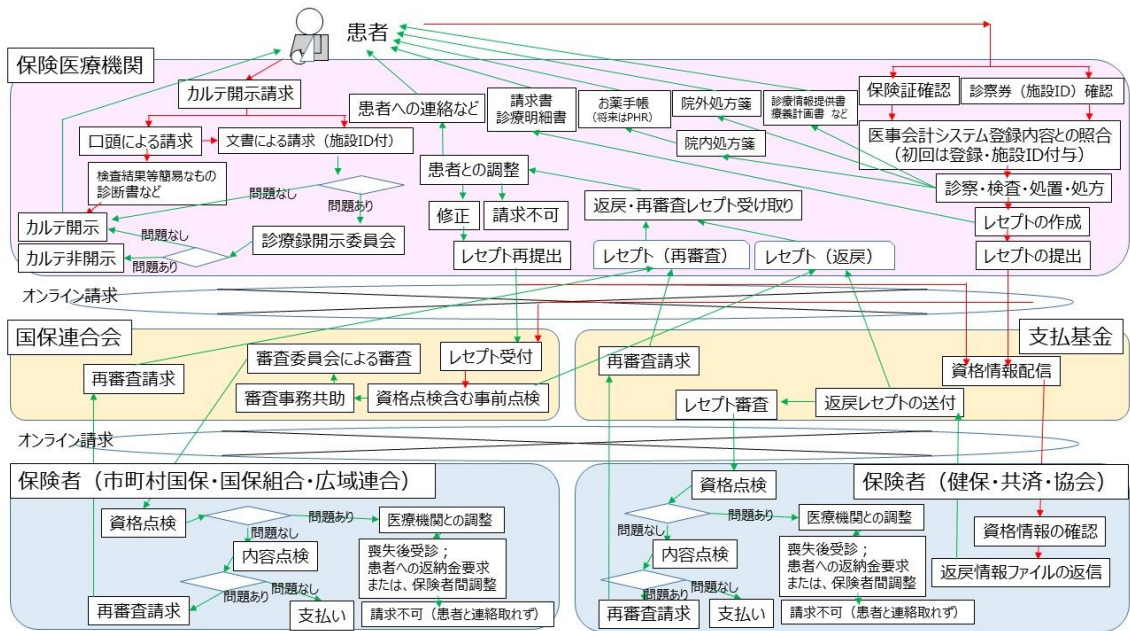 患者
保険医療機関
カルテ開示請求
口頭による請求
文書による請求（施設ID付）
検査結果等簡易なもの
診断書など
問題なし
問題あり
カルテ開示
診療録開示委員会
問題なし
カルテ非開示
問題あり
患者への連絡など
患者との調整
修正
請求不可
レセプト再提出
請求書
診療明細書
お薬手帳
（将来はPHR）
院外処方箋
院内処方箋
診療情報提供書
療養計画書 など
保険証確認
診察券（施設ID）確認
医事会計システム登録内容との照合
（初回は登録・施設ID付与）
診察・検査・処置・処方
レセプトの作成
レセプトの提出
返戻・再審査レセプト受け取り
レセプト（再審査）
レセプト（返戻）
オンライン請求
国保連合会
再審査請求
審査委員会による審査
審査事務共助
レセプト受付
資格点検含む事前点検
支払基金
再審査請求
資格情報配信
レセプト審査
返戻レセプトの送付
オンライン請求
保険者（市町村国保・国保組合・広域連合）
資格点検
問題あり
医療機関との調整
問題なし
内容点検
喪失後受診；
患者への返納金要求
または、保険者間調整
問題なし
問題あり
再審査請求
支払い
請求不可（患者と連絡取れず）
保険者（健保・共済・協会）
資格点検
問題あり
医療機関との調整
問題なし
内容点検
喪失後受診；
患者への返納金要求
または、保険者間調整
問題なし
問題あり
再審査請求
支払い
請求不可（患者と連絡取れず）
資格情報の確認
返戻情報ファイルの返信